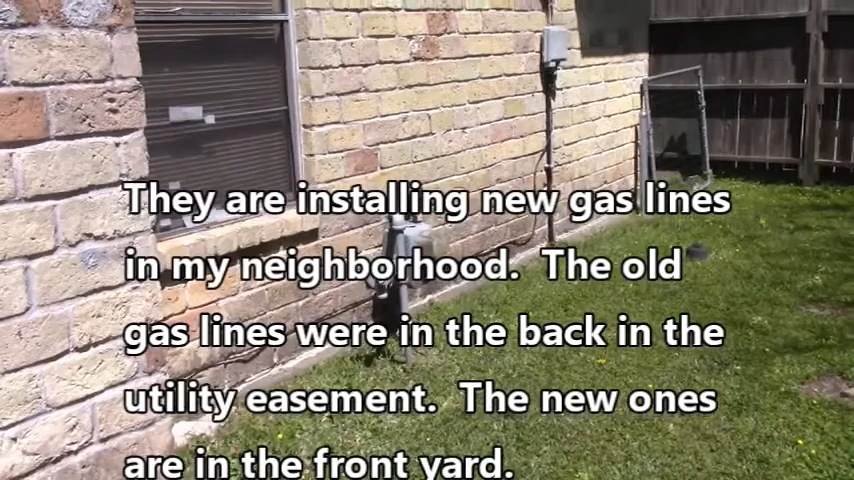 They are installing new gas lines
in my neighborhood.  The old
gas lines were in the back in the
utility easement.  The new ones
are in the front yard.